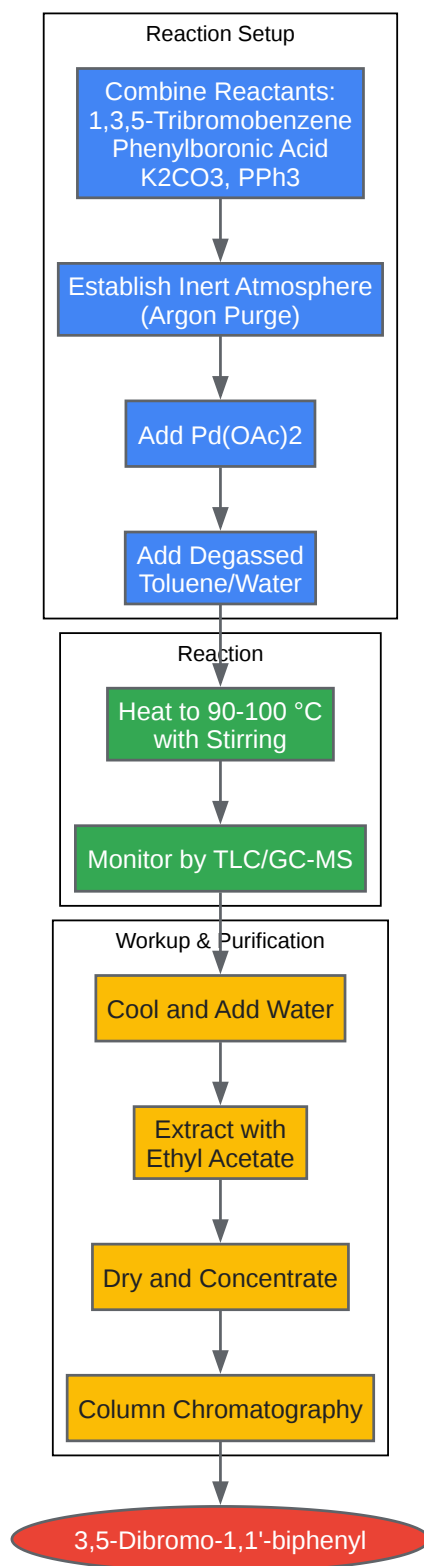 Reaction Setup
Combine Reactants:
1,3,5-Tribromobenzene
Phenylboronic Acid
K2CO3, PPh3
Establish Inert Atmosphere
(Argon Purge)
Add Pd(OAc)2
Add Degassed
Toluene/Water
Reaction
Heat to 90-100 °C
with Stirring
Monitor by TLC/GC-MS
Workup & Purification
Cool and Add Water
Extract with
Ethyl Acetate
Dry and Concentrate
Column Chromatography
3,5-Dibromo-1,1'-biphenyl